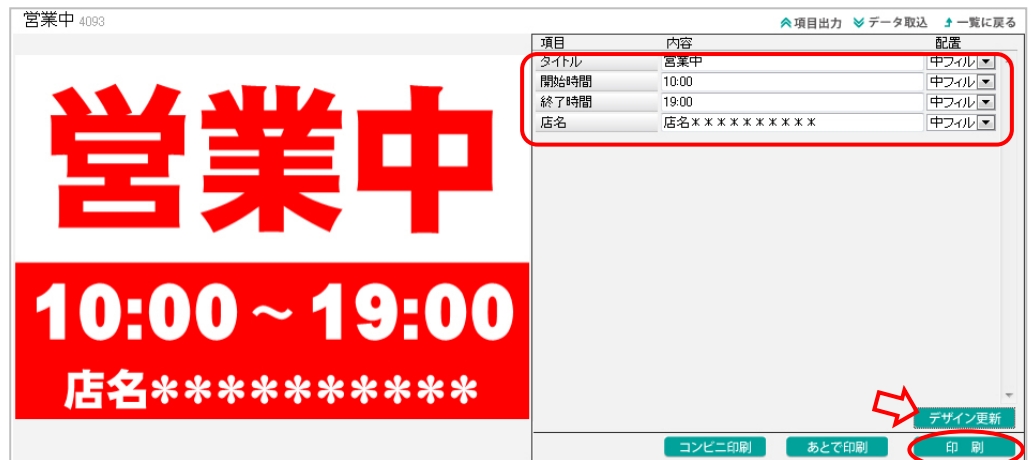 営業中 4093
項目出力 データ取込 一覧に戻る
営業中
10:00～19:00
店名**********
項目 内容 配置
タイトル 営業中 中フィル
開始時間 10:00 中フィル
終了時間 19:00 中フィル
店名 店名＊＊＊＊＊＊＊＊＊＊ 中フィル
デザイン更新
コンビニ印刷 あとで印刷 印 刷